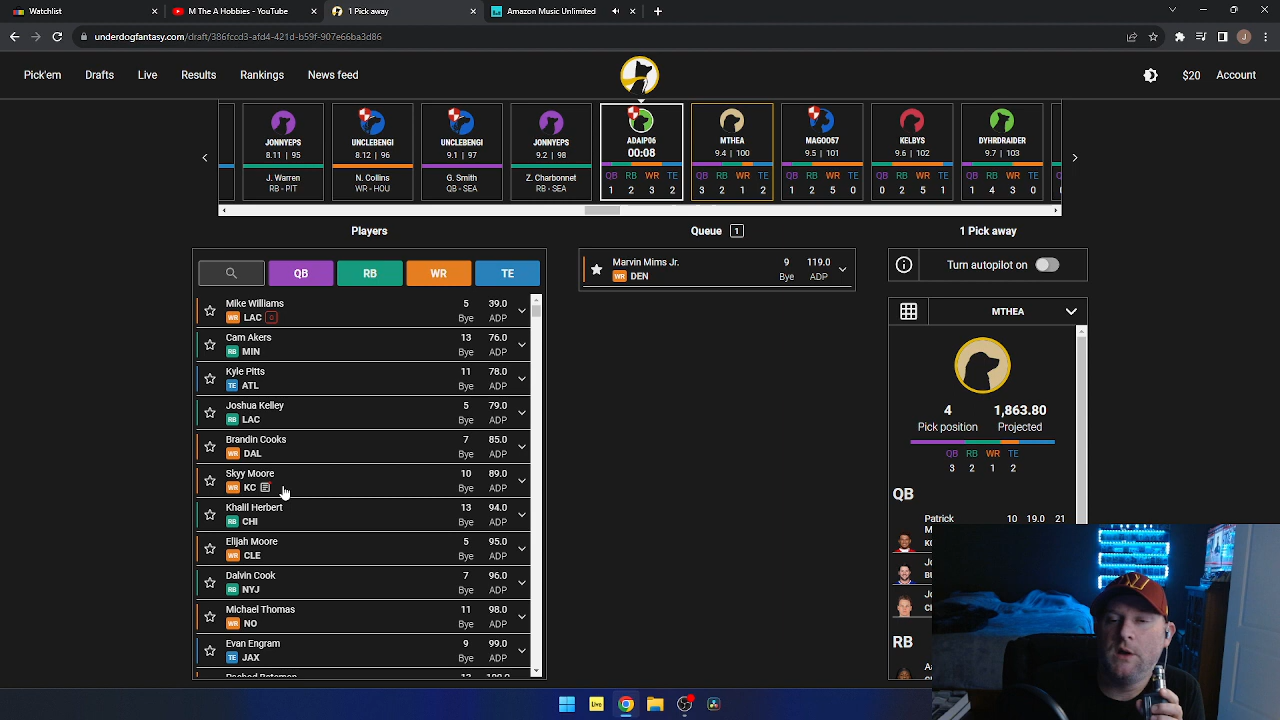 Watchlist
M The A Hobbies - YouTube
1 Pick away
Amazon Music Unlimited
underdogfantasy.com/draft/386fccd3-afd4-421d-b59f-907e66ba3d86
J
Pick'em Drafts Live Results Rankings News feed
$20 Account
JONNYEPS UNCLEBENGI UNCLEBENGI JONNYEPS ADAIP06 MTHEA MAGOO57 KELBYS DYHRDRADER
8.11 | 95 8.12 | 96 9.1 | 97 9.2 | 98 00:08 9.4 | 100 9.5 | 101 9.6 | 102 9.7 | 103
J. Warren N. Collins G. Smith Z. Charbonnet QB RB WR TE QB RB WR TE QB RB WR TE QB RB WR TE QB RB WR TE
RB - PIT WR - HOU QB - SEA RB - SEA 1 2 3 2 3 2 1 2 1 2 5 0 0 2 5 1 1 4 3 0
Players
QB RB WR TE
Mike Williams 5 39.0
WR LAC Bye ADP
Cam Akers 13 76.0
RB MIN Bye ADP
Kyle Pitts 11 78.0
TE ATL Bye ADP
Joshua Kelley 5 79.0
RB LAC Bye ADP
Brandin Cooks 7 85.0
WR DAL Bye ADP
Skyy Moore 10 89.0
WR KC Bye ADP
Khalil Herbert 13 94.0
RB CHI Bye ADP
Elijah Moore 5 95.0
WR CLE Bye ADP
Dalvin Cook 7 96.0
RB NYJ Bye ADP
Michael Thomas 11 98.0
WR NO Bye ADP
Evan Engram 9 99.0
TE JAX Bye ADP
Queue 1
Marvin Mims Jr. 9 119.0
WR DEN Bye ADP
1 Pick away
Turn autopilot on
MTHEA
4 1,863.80
Pick position Projected
QB RB WR TE
3 2 1 2
QB
Patrick 10 19.0 21
RB
Live